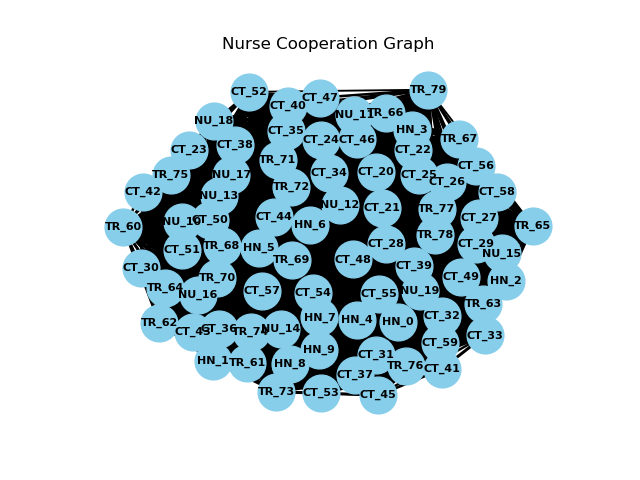 Nurse Cooperation Graph
CT_52
TR_79
CT_47
CT_40
TR_66
NU_18
HN_3
CT_35
TR_67
CT_24
CT_46
CT_38
CT_23
CT_22
TR_71
CT_56
CT_34
CT_20
TR_75
NU_17
CT_25
CT_26
TR_72
CT_42
CT_58
NU_13
NU_12
CT_21
TR_77
CT_44
CT_27
CT_50
HN_6
TR_60
TR_65
TR_78
CT_28
CT_29
TR_68
HN_5
CT_51
NU_15
TR_69
CT_48
CT_39
CT_30
TR_70
CT_49
HN_2
TR_64
NU_19
CT_57
CT_54
CT_55
NU_16
TR_63
CT_32
HN_7
HN_4
HN_0
TR_62
CT_36
NU_14
CT_33
CT_59
HN_9
CT_31
HN_1
TR_61
HN_8
TR_76
CT_41
CT_37
TR_73
CT_53
CT_45